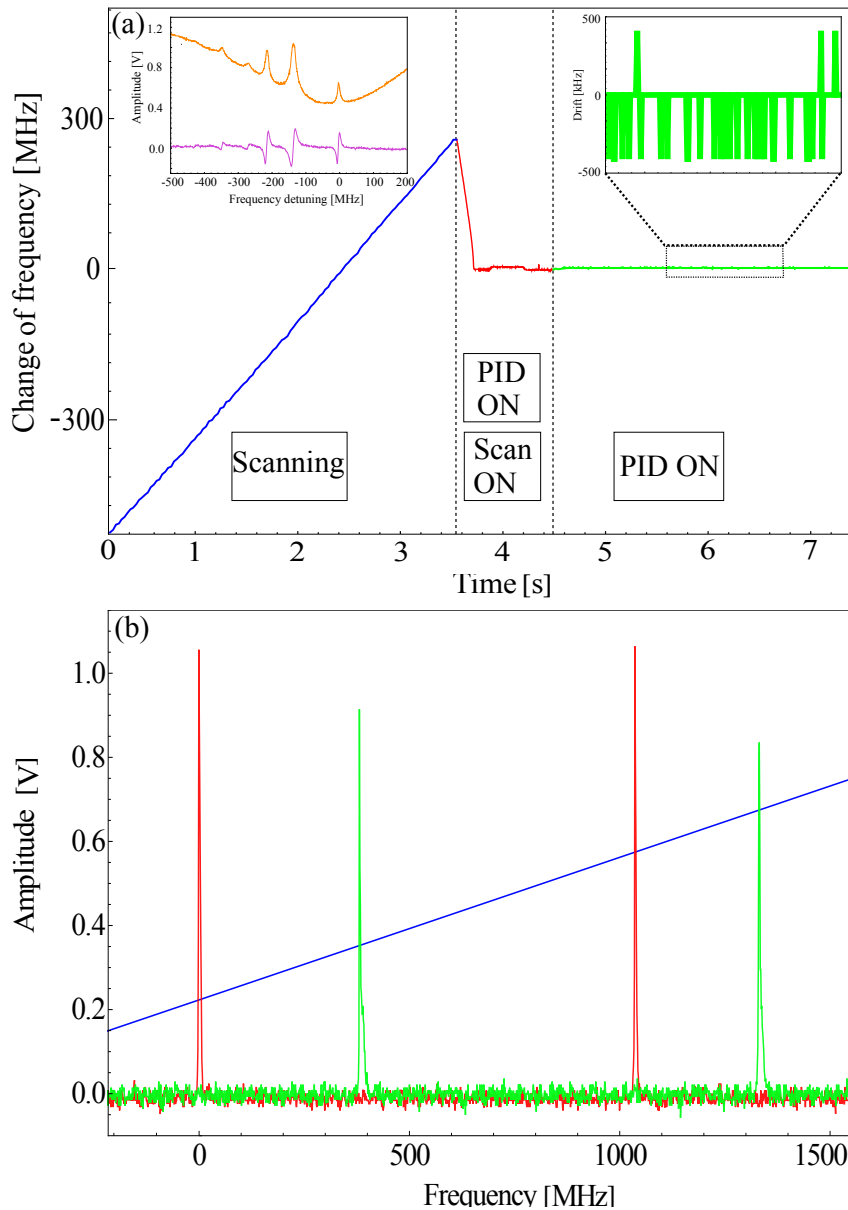 (a)
Change of frequency [MHz]
300
0
-300
0 1 2 3 4 5 6 7
Time [s]
Amplitude [V]
1.2
0.8
0.4
0.0
-500 -400 -300 -200 -100 0 100 200
Frequency detuning [MHz]
Drift [kHz]
500
0
-500
Scanning
PID
ON
Scan
ON
PID ON
(b)
Amplitude [V]
1.0
0.8
0.6
0.4
0.2
0.0
0 500 1000 1500
Frequency [MHz]